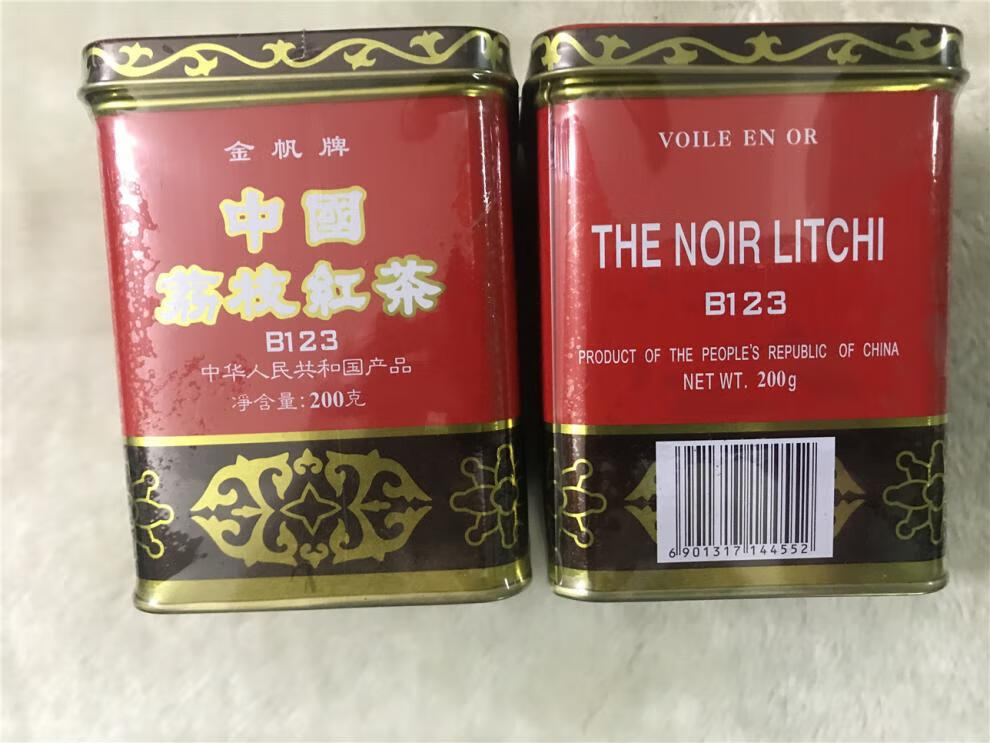 金帆牌
中國
荔枝紅茶
B123
中华人民共和国产品
淨含量:200克
VOILE EN OR
THE NOIR LITCHI
B123
PRODUCT OF THE PEOPLE'S REPUBLIC OF CHINA
NET WT. 200g
6901317144552